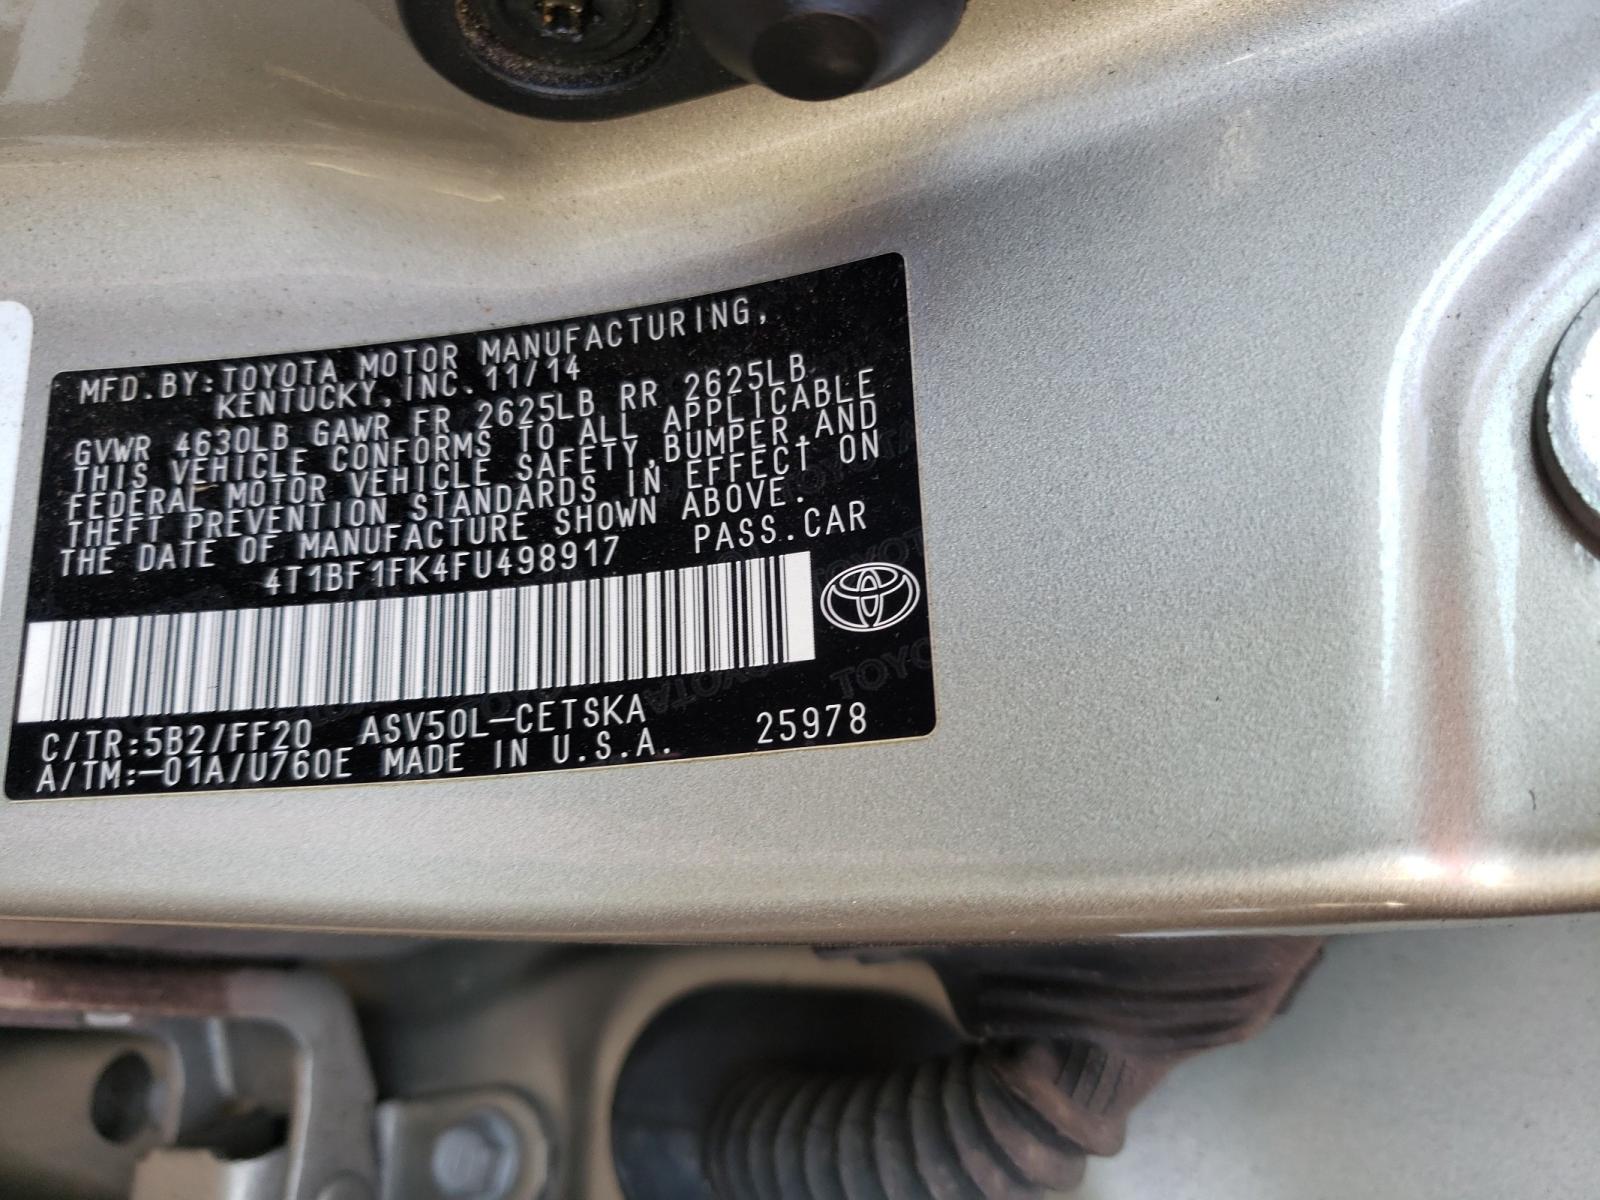 MFD.BY:TOYOTA MOTOR MANUFACTURING,
KENTUCKY,INC.11/14
GVWR 4630LB GAWR FR 2625LB RR 2625LB
THIS VEHICLE CONFORMS TO ALL APPLICABLE
FEDERAL MOTOR VEHICLE SAFETY,BUMPER,AND
THEFT PREVENTION STANDARDS IN EFFECT ON
THE DATE OF MANUFACTURE SHOWN ABOVE.
4T1BF1FK4FU498917 PASS.CAR
C/TR:5B2/FF20 ASV50L-CETSKA 25978
A/TM:-01A/U760E MADE IN U.S.A.